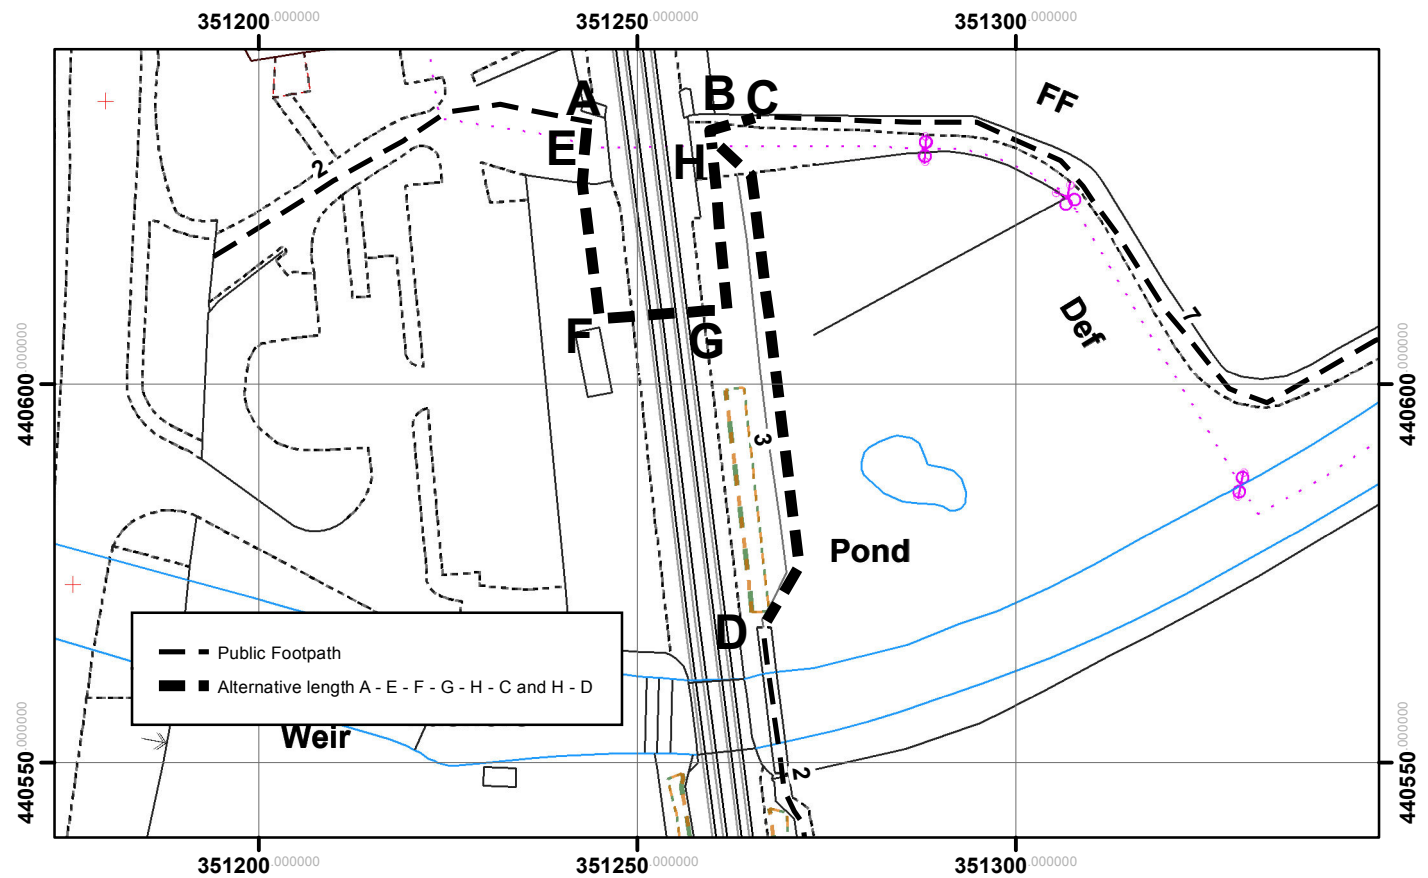 351200.000000 351250.000000 351300.000000
A B C FF
E H
2
F G Def 7
440600.000000 440600.000000
3
Pond
D
Public Footpath
Alternative length A - E - F - G - H - C and H - D
Weir
440550.000000 2 440550.000000
351200.000000 351250.000000 351300.000000